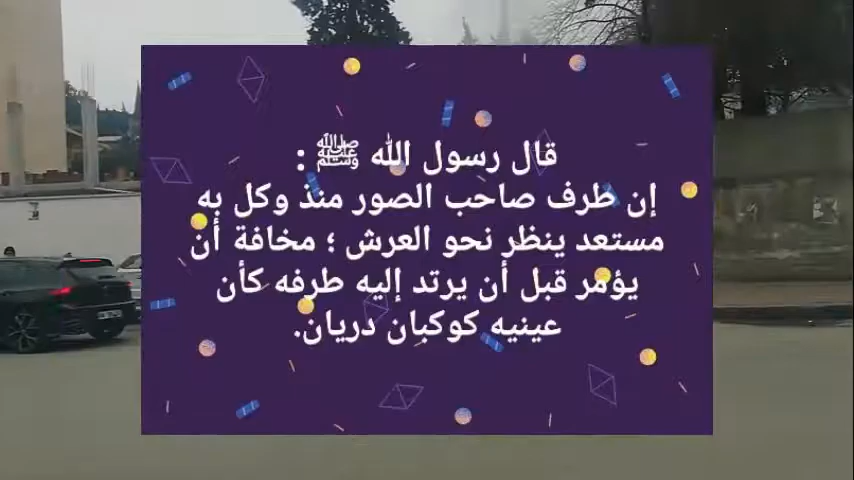 قال رسول الله ﷺ :
إن طرف صاحب الصور منذ وكل به
مستعد ينظر نحو العرش ؛ مخافة أن
يؤمر قبل أن يرتد إليه طرفه كأن
عينيه كوكبان دريان.